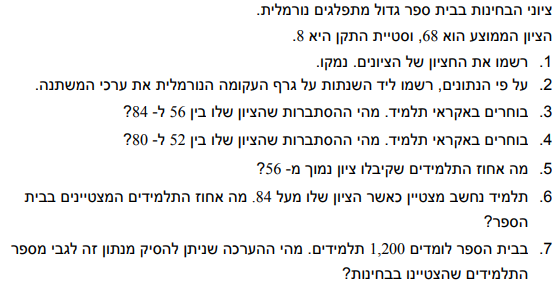 ציוני הבחינות בבית ספר גדול מתפלגים נורמלית.
הציון הממוצע הוא 68, וסטיית התקן היא 8.
1. רשמו את החציון של הציונים. נמקו.
2. על פי הנתונים, רשמו ליד השנתות על גרף העקומה הנורמלית את ערכי המשתנה.
3. בוחרים באקראי תלמיד. מהי ההסתברות שהציון שלו בין 56 ל- 84?
4. בוחרים באקראי תלמיד. מהי ההסתברות שהציון שלו בין 52 ל- 80?
5. מה אחוז התלמידים שקיבלו ציון נמוך מ- 56?
6. תלמיד נחשב מצטיין כאשר הציון שלו מעל 84. מה אחוז התלמידים המצטיינים בבית
הספר?
7. בבית הספר לומדים 1,200 תלמידים. מהי ההערכה שניתן להסיק מנתון זה לגבי מספר
התלמידים שהצטיינו בבחינות?